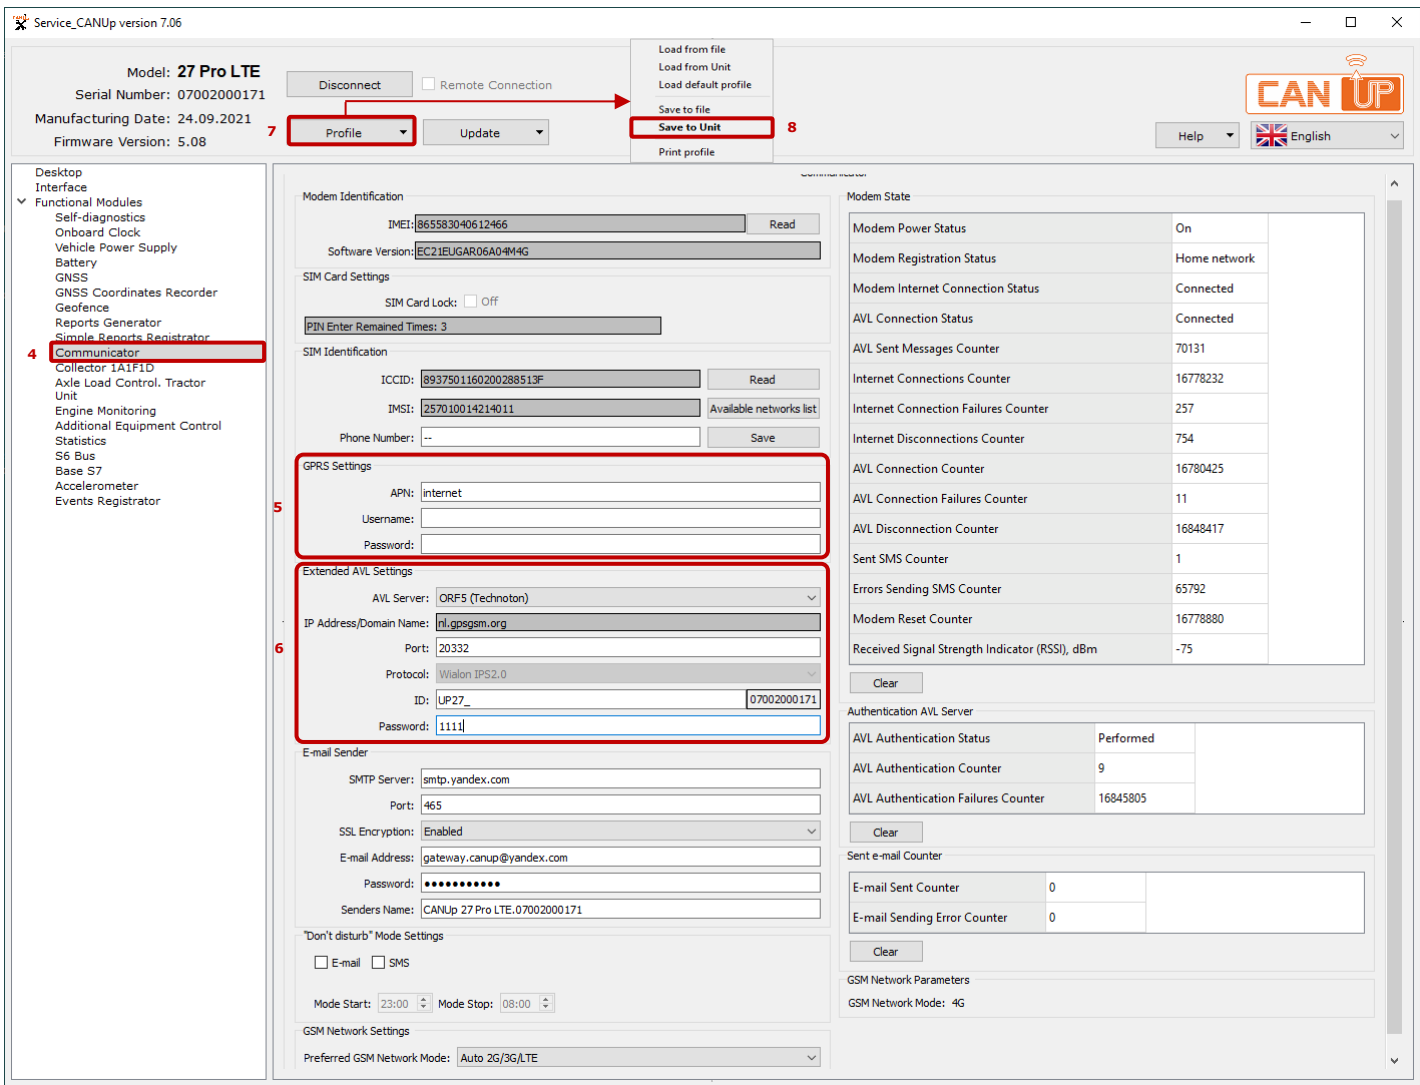 Service_CANUp version 7.06
Model: 27 Pro LTE
Serial Number: 07002000171
Manufacturing Date: 24.09.2021
Firmware Version: 5.08
Disconnect
Remote Connection
7
Profile
Update
Load from file
Load from Unit
Load default profile
Save to file
Save to Unit
8
Print profile
CAN UP
Help
English
Desktop
Interface
Functional Modules
Self-diagnostics
Onboard Clock
Vehicle Power Supply
Battery
GNSS
GNSS Coordinates Recorder
Geofence
Reports Generator
Simple Reports Registrator
4
Communicator
Collector 1A1F1D
Axle Load Control. Tractor
Unit
Engine Monitoring
Additional Equipment Control
Statistics
S6 Bus
Base S7
Accelerometer
Events Registrator
Communicator
Modem Identification
IMEI: 865583040612466
Read
Software Version: EC21EUGAR06A04M4G
SIM Card Settings
SIM Card Lock: Off
PIN Enter Remained Times: 3
SIM Identification
ICCID: 8937501160200288513F
Read
IMSI: 257010014214011
Available networks list
Phone Number: --
Save
GPRS Settings
5
APN: internet
Username:
Password:
Extended AVL Settings
6
AVL Server: ORF5 (Technoton)
IP Address/Domain Name: nl.gpsgsm.org
Port: 20332
Protocol: Wialon IPS2.0
ID: UP27_ 07002000171
Password: 1111
E-mail Sender
SMTP Server: smtp.yandex.com
Port: 465
SSL Encryption: Enabled
E-mail Address: gateway.canup@yandex.com
Password: ●●●●●●●●●●●
Senders Name: CANUp 27 Pro LTE.07002000171
"Don't disturb" Mode Settings
E-mail SMS
Mode Start: 23:00 Mode Stop: 08:00
GSM Network Settings
Preferred GSM Network Mode: Auto 2G/3G/LTE
Modem State
Modem Power Status On
Modem Registration Status Home network
Modem Internet Connection Status Connected
AVL Connection Status Connected
AVL Sent Messages Counter 70131
Internet Connections Counter 16778232
Internet Connection Failures Counter 257
Internet Disconnections Counter 754
AVL Connection Counter 16780425
AVL Connection Failures Counter 11
AVL Disconnection Counter 16848417
Sent SMS Counter 1
Errors Sending SMS Counter 65792
Modem Reset Counter 16778880
Received Signal Strength Indicator (RSSI), dBm -75
Clear
Authentication AVL Server
AVL Authentication Status Performed
AVL Authentication Counter 9
AVL Authentication Failures Counter 16845805
Clear
Sent e-mail Counter
E-mail Sent Counter 0
E-mail Sending Error Counter 0
Clear
GSM Network Parameters
GSM Network Mode: 4G